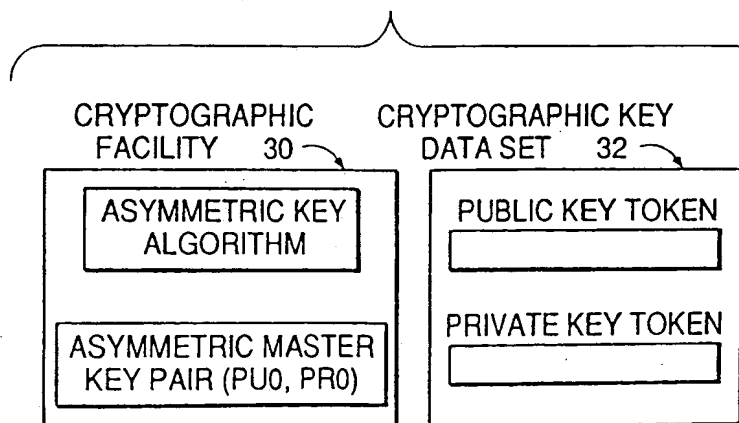 CRYPTOGRAPHIC
FACILITY 30
CRYPTOGRAPHIC KEY
DATA SET 32
ASYMMETRIC KEY
ALGORITHM
ASYMMETRIC MASTER
KEY PAIR (PU0, PR0)
PUBLIC KEY TOKEN
PRIVATE KEY TOKEN